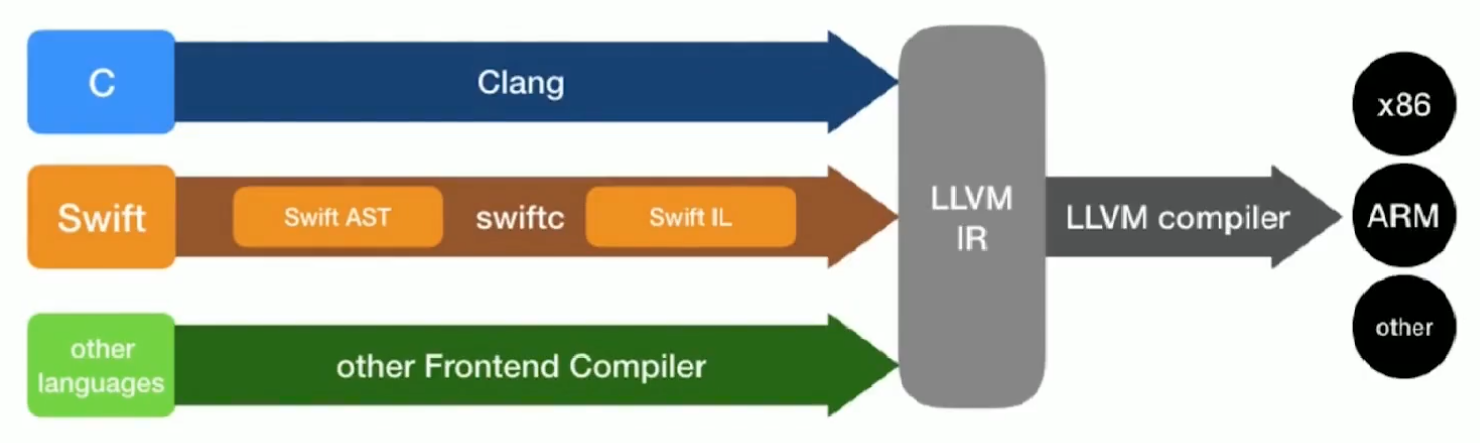 C
Clang
Swift
Swift AST
swiftc
Swift IL
other
languages
other Frontend Compiler
LLVM
IR
LLVM compiler
x86
ARM
other